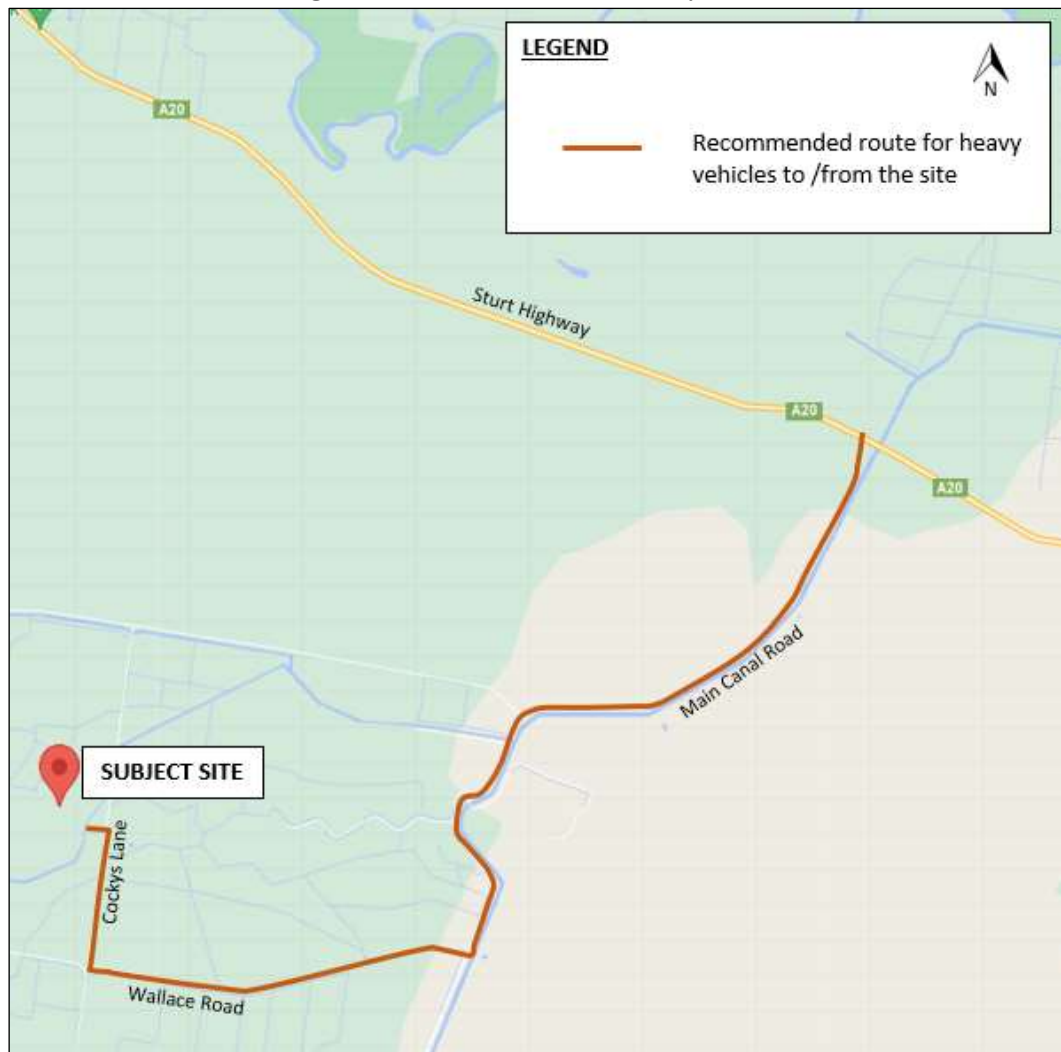 LEGEND
N
Recommended route for heavy
vehicles to /from the site
A20
Sturt Highway
A20
A20
Main Canal Road
SUBJECT SITE
Cockys Lane
Wallace Road